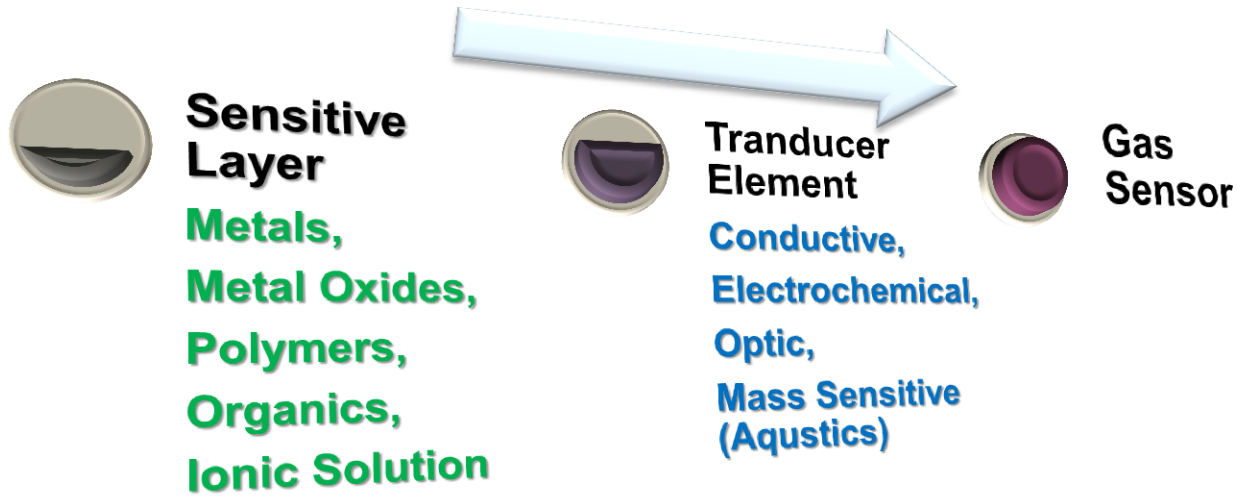 Sensitive
Layer
Metals,
Metal Oxides,
Polymers,
Organics,
Ionic Solution
Tranducer
Element
Conductive,
Electrochemical,
Optic,
Mass Sensitive
(Aqustics)
Gas
Sensor